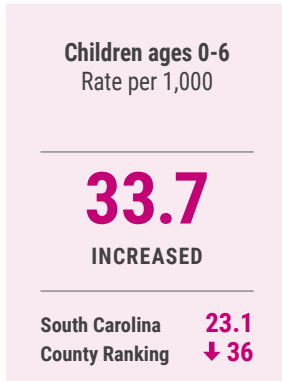 Children ages 0-6
Rate per 1,000
33.7
INCREASED
South Carolina 23.1
County Ranking ↓ 36